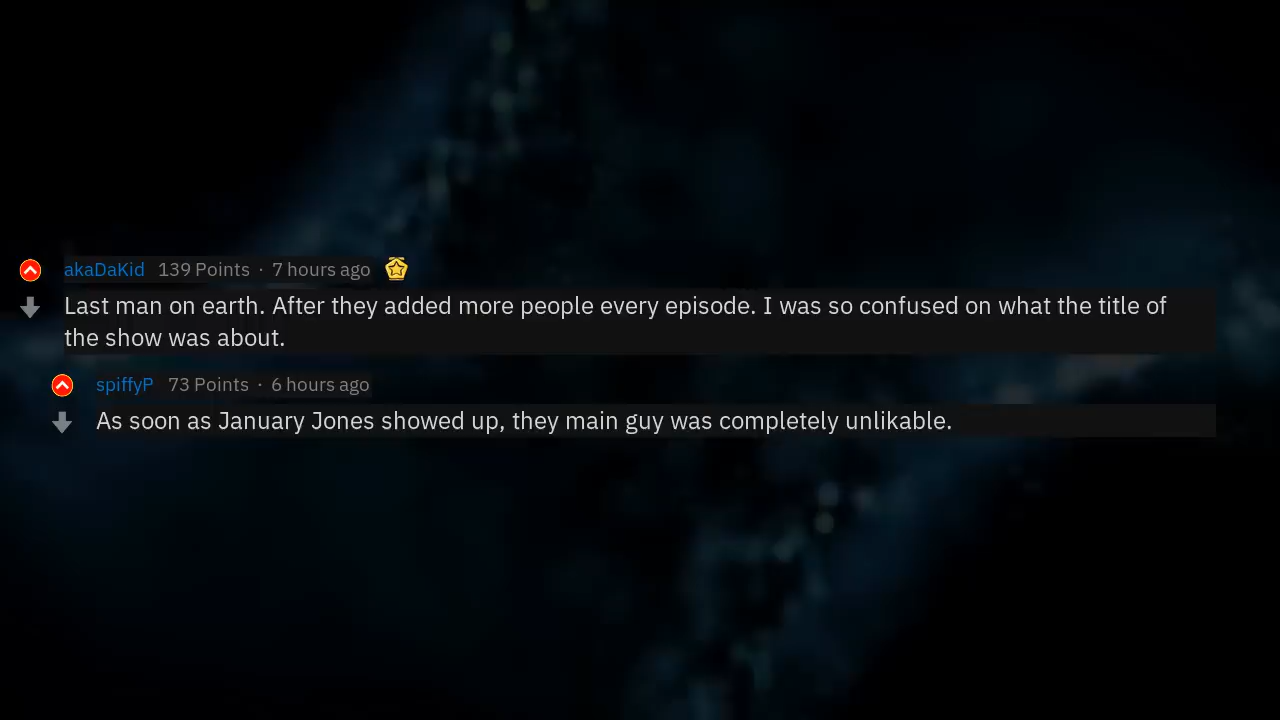 akaDaKid 139 Points · 7 hours ago
Last man on earth. After they added more people every episode. I was so confused on what the title of
the show was about.
spiffyP 73 Points · 6 hours ago
As soon as January Jones showed up, they main guy was completely unlikable.